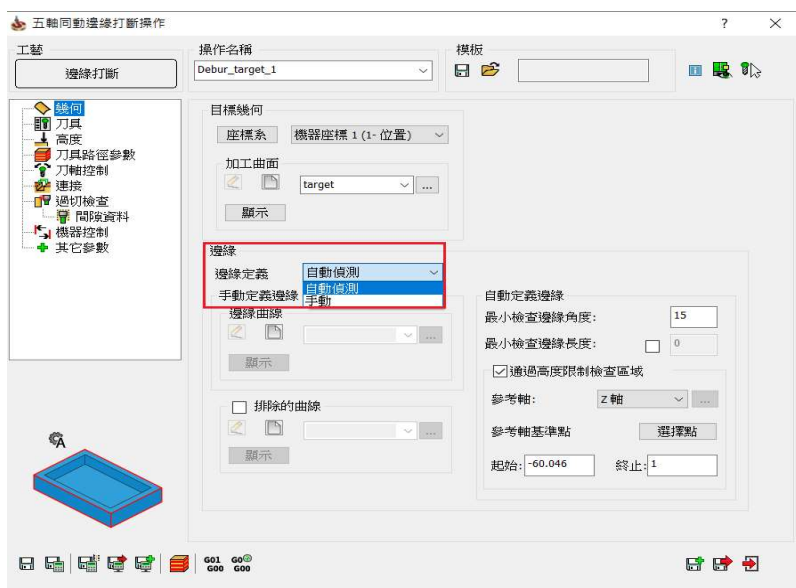 五軸同動邊緣打斷操作
? ×
工藝
邊緣打斷
操作名稱
Debur_target_1
模板
幾何
刀具
高度
刀具路徑參數
刀軸控制
連接
過切檢查
間隙資料
機器控制
其它參數
目標幾何
座標系 機器座標 1 (1- 位置)
加工曲面
target ...
顯示
邊緣
邊緣定義 自動偵測
自動偵測
手動
手動定義邊緣
邊緣曲線
...
顯示
排除的曲線
...
顯示
自動定義邊緣
最小檢查邊緣角度: 15
最小檢查邊緣長度: 0
通過高度限制檢查區域
參考軸: Z 軸 ...
參考軸基準點 選擇點
起始: -60.046 終止: 1
A
G01 G00
G00 G00